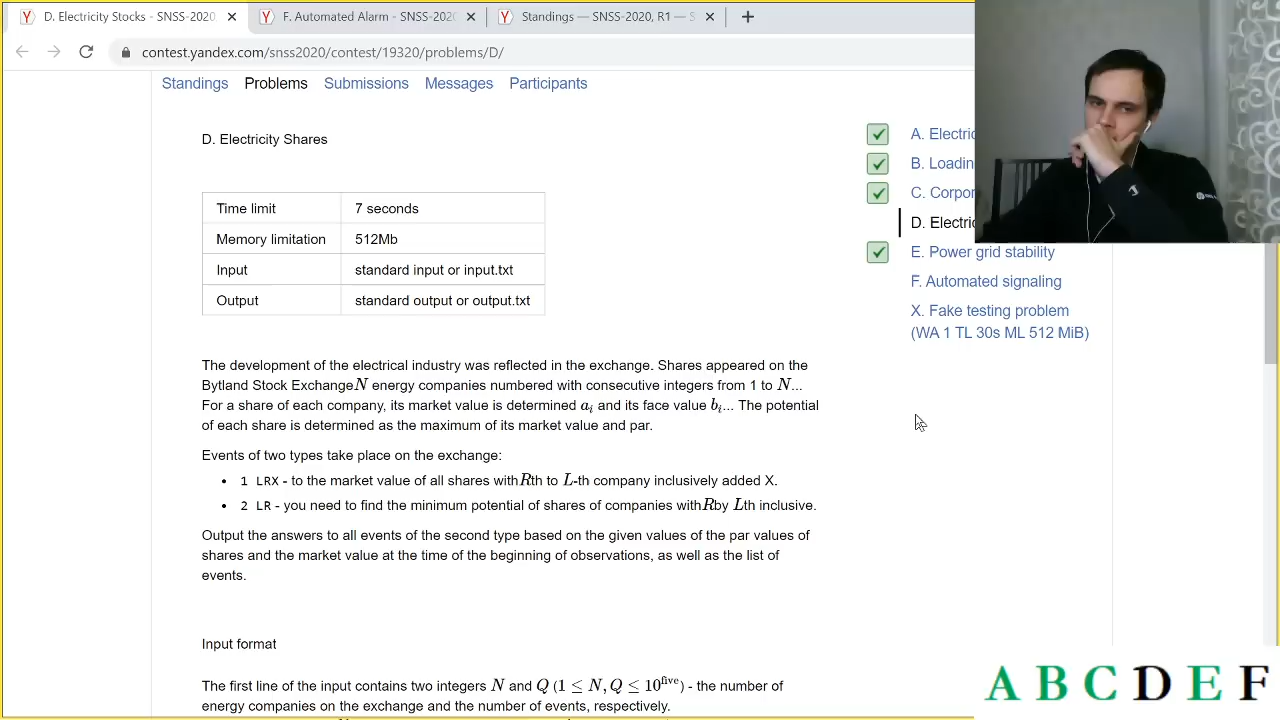 D. Electricity Stocks - SNSS-2020,
F. Automated Alarm - SNSS-2020
Standings — SNSS-2020, R1 — S
contest.yandex.com/snss2020/contest/19320/problems/D/
Standings Problems Submissions Messages Participants
D. Electricity Shares
Time limit 7 seconds
Memory limitation 512Mb
Input standard input or input.txt
Output standard output or output.txt
The development of the electrical industry was reflected in the exchange. Shares appeared on the
Bytland Stock ExchangeN energy companies numbered with consecutive integers from 1 to N...
For a share of each company, its market value is determined aᵢ and its face value bᵢ... The potential
of each share is determined as the maximum of its market value and par.
Events of two types take place on the exchange:
• 1 LRX - to the market value of all shares withRth to L-th company inclusively added X.
• 2 LR - you need to find the minimum potential of shares of companies withRby Lth inclusive.
Output the answers to all events of the second type based on the given values of the par values of
shares and the market value at the time of the beginning of observations, as well as the list of
events.
Input format
The first line of the input contains two integers N and Q (1 ≤ N, Q ≤ 10^five) - the number of
energy companies on the exchange and the number of events, respectively.
A. Electric
B. Loadin
C. Corpor
D. Electric
E. Power grid stability
F. Automated signaling
X. Fake testing problem
(WA 1 TL 30s ML 512 MiB)
A B C D E F